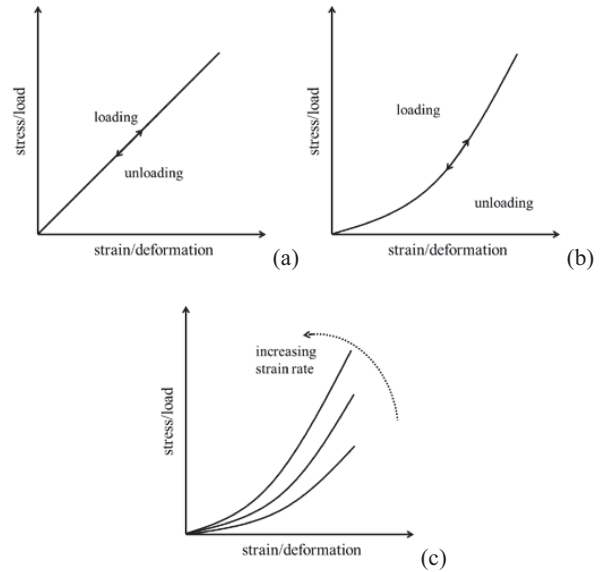 stress/load
loading
unloading
strain/deformation
(a)
stress/load
loading
unloading
strain/deformation
(b)
stress/load
increasing
strain rate
strain/deformation
(c)